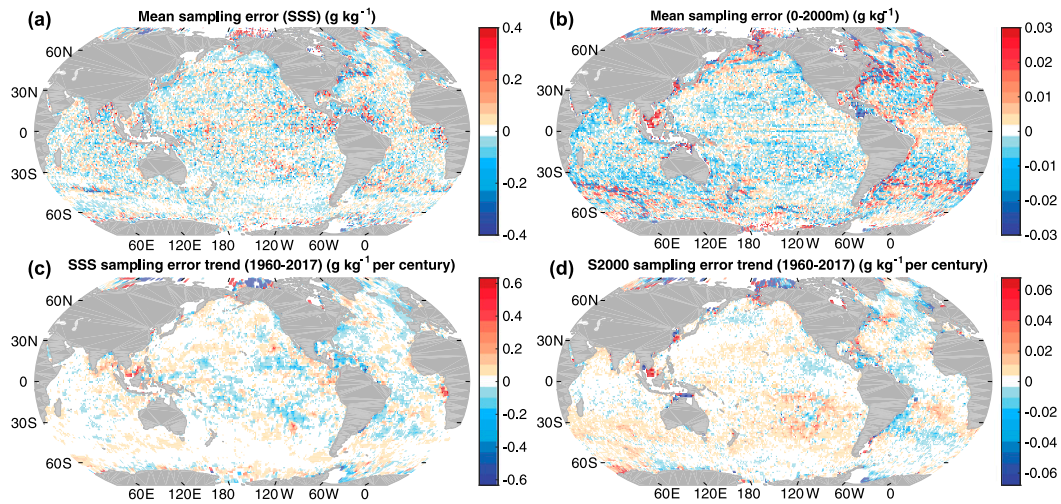 (a) Mean sampling error (SSS) (g kg⁻¹)
60N
30N
0
30S
60S
60E 120E 180 120W 60W 0
0.4
0.2
0
-0.2
-0.4
(b) Mean sampling error (0-2000m) (g kg⁻¹)
60N
30N
0
30S
60S
60E 120E 180 120W 60W 0
0.03
0.02
0.01
0
-0.01
-0.02
-0.03
(c) SSS sampling error trend (1960-2017) (g kg⁻¹ per century)
60N
30N
0
30S
60S
60E 120E 180 120W 60W 0
0.6
0.4
0.2
0
-0.2
-0.4
-0.6
(d) S2000 sampling error trend (1960-2017) (g kg⁻¹ per century)
60N
30N
0
30S
60S
60E 120E 180 120W 60W 0
0.06
0.04
0.02
0
-0.02
-0.04
-0.06